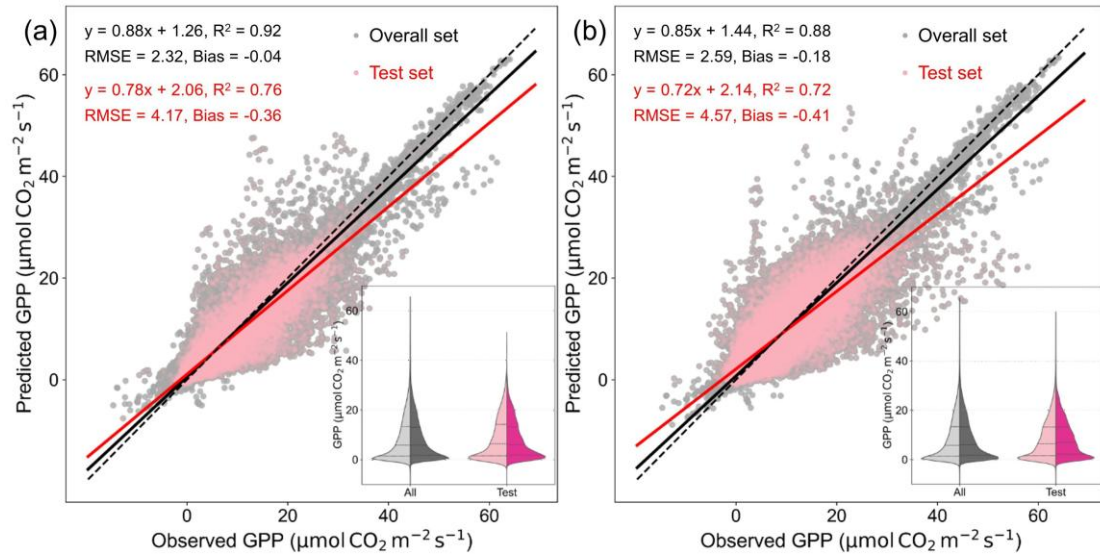 (a)
y = 0.88x + 1.26, R² = 0.92
RMSE = 2.32, Bias = -0.04
y = 0.78x + 2.06, R² = 0.76
RMSE = 4.17, Bias = -0.36
Overall set
Test set
Predicted GPP (μmol CO₂ m⁻² s⁻¹)
60
40
20
0
0
20
40
60
Observed GPP (μmol CO₂ m⁻² s⁻¹)
GPP (μmol CO₂ m⁻² s⁻¹)
60
40
20
0
All
Test
(b)
y = 0.85x + 1.44, R² = 0.88
RMSE = 2.59, Bias = -0.18
y = 0.72x + 2.14, R² = 0.72
RMSE = 4.57, Bias = -0.41
Overall set
Test set
Predicted GPP (μmol CO₂ m⁻² s⁻¹)
60
40
20
0
0
20
40
60
Observed GPP (μmol CO₂ m⁻² s⁻¹)
GPP (μmol CO₂ m⁻² s⁻¹)
60
40
20
0
All
Test